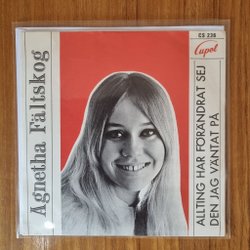 CS 238
Cupol
Agnetha Fältskog
ALLTING HAR FÖRÄNDRAT SEJ
DEN JAG VÄNTAT PÅ